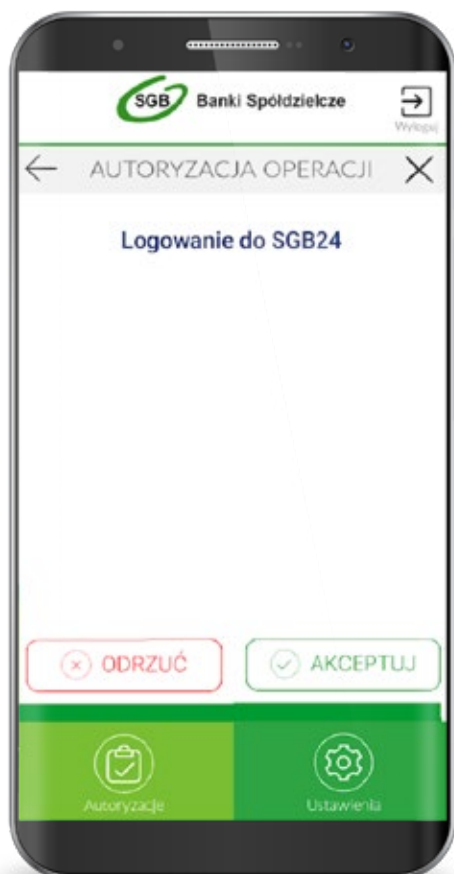 SGB Banki Spółdzielcze
Wyloguj
AUTORYZACJA OPERACJI
Logowanie do SGB24
ODRZUĆ AKCEPTUJ
Autoryzacje Ustawienia